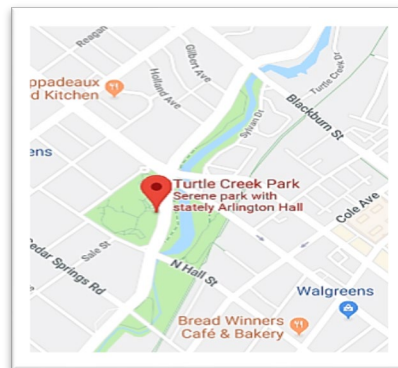 Reagan
Gilbert Ave
Holland Ave
Turtle Creek
Dr
ppadeaux
d Kitchen
Blackburn St
Sylvan Dr
ens
Turtle Creek Park
Serene park with
stately Arlington Hall
Cole Ave
Sale St
edar Springs Rd
N Hall St
Walgreens
Bread Winners
Café & Bakery